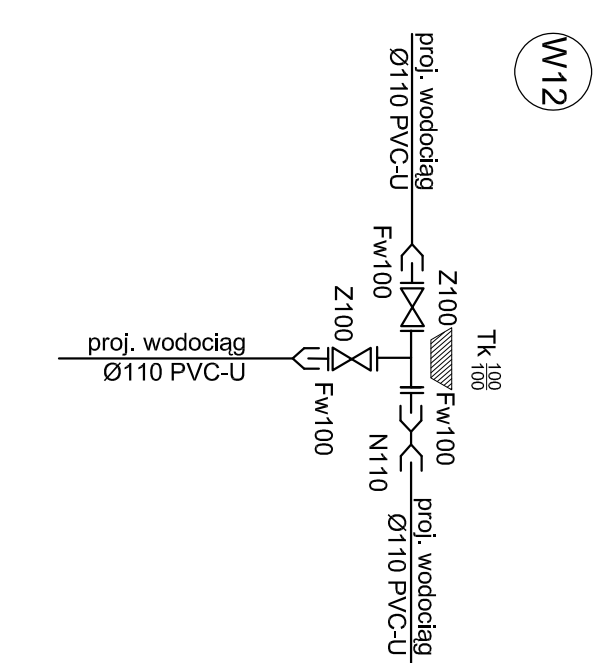 W12
proj. wodociąg
Ø110 PVC-U
Fw100
Z100
Tk 100/100
Z100
Fw100
proj. wodociąg
Ø110 PVC-U
Fw100
N110
proj. wodociąg
Ø110 PVC-U